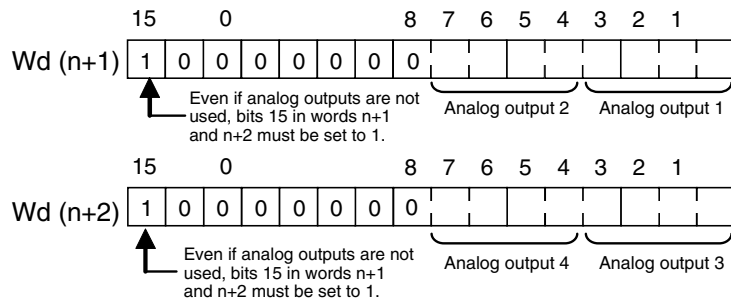 15 0 8 7 6 5 4 3 2 1
Wd (n+1) 1 0 0 0 0 0 0 0
Even if analog outputs are not
used, bits 15 in words n+1
and n+2 must be set to 1.
Analog output 2 Analog output 1
15 0 8 7 6 5 4 3 2 1
Wd (n+2) 1 0 0 0 0 0 0 0
Even if analog outputs are not
used, bits 15 in words n+1
and n+2 must be set to 1.
Analog output 4 Analog output 3